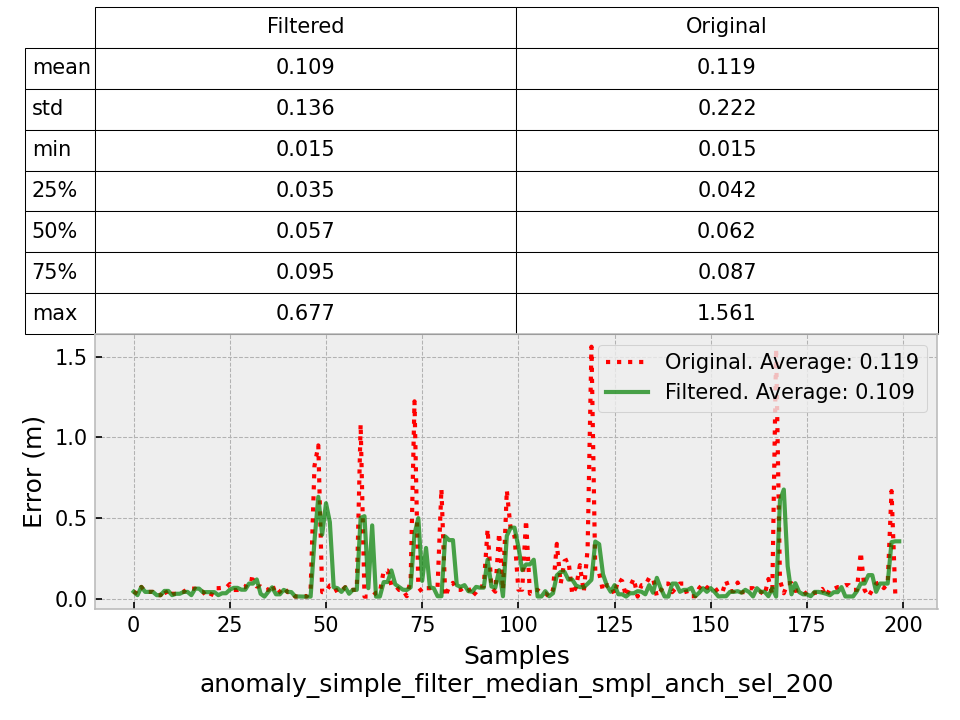 Filtered Original
mean 0.109 0.119
std 0.136 0.222
min 0.015 0.015
25% 0.035 0.042
50% 0.057 0.062
75% 0.095 0.087
max 0.677 1.561
Original. Average: 0.119
Filtered. Average: 0.109
Error (m)
1.5
1.0
0.5
0.0
0 25 50 75 100 125 150 175 200
Samples
anomaly_simple_filter_median_smpl_anch_sel_200